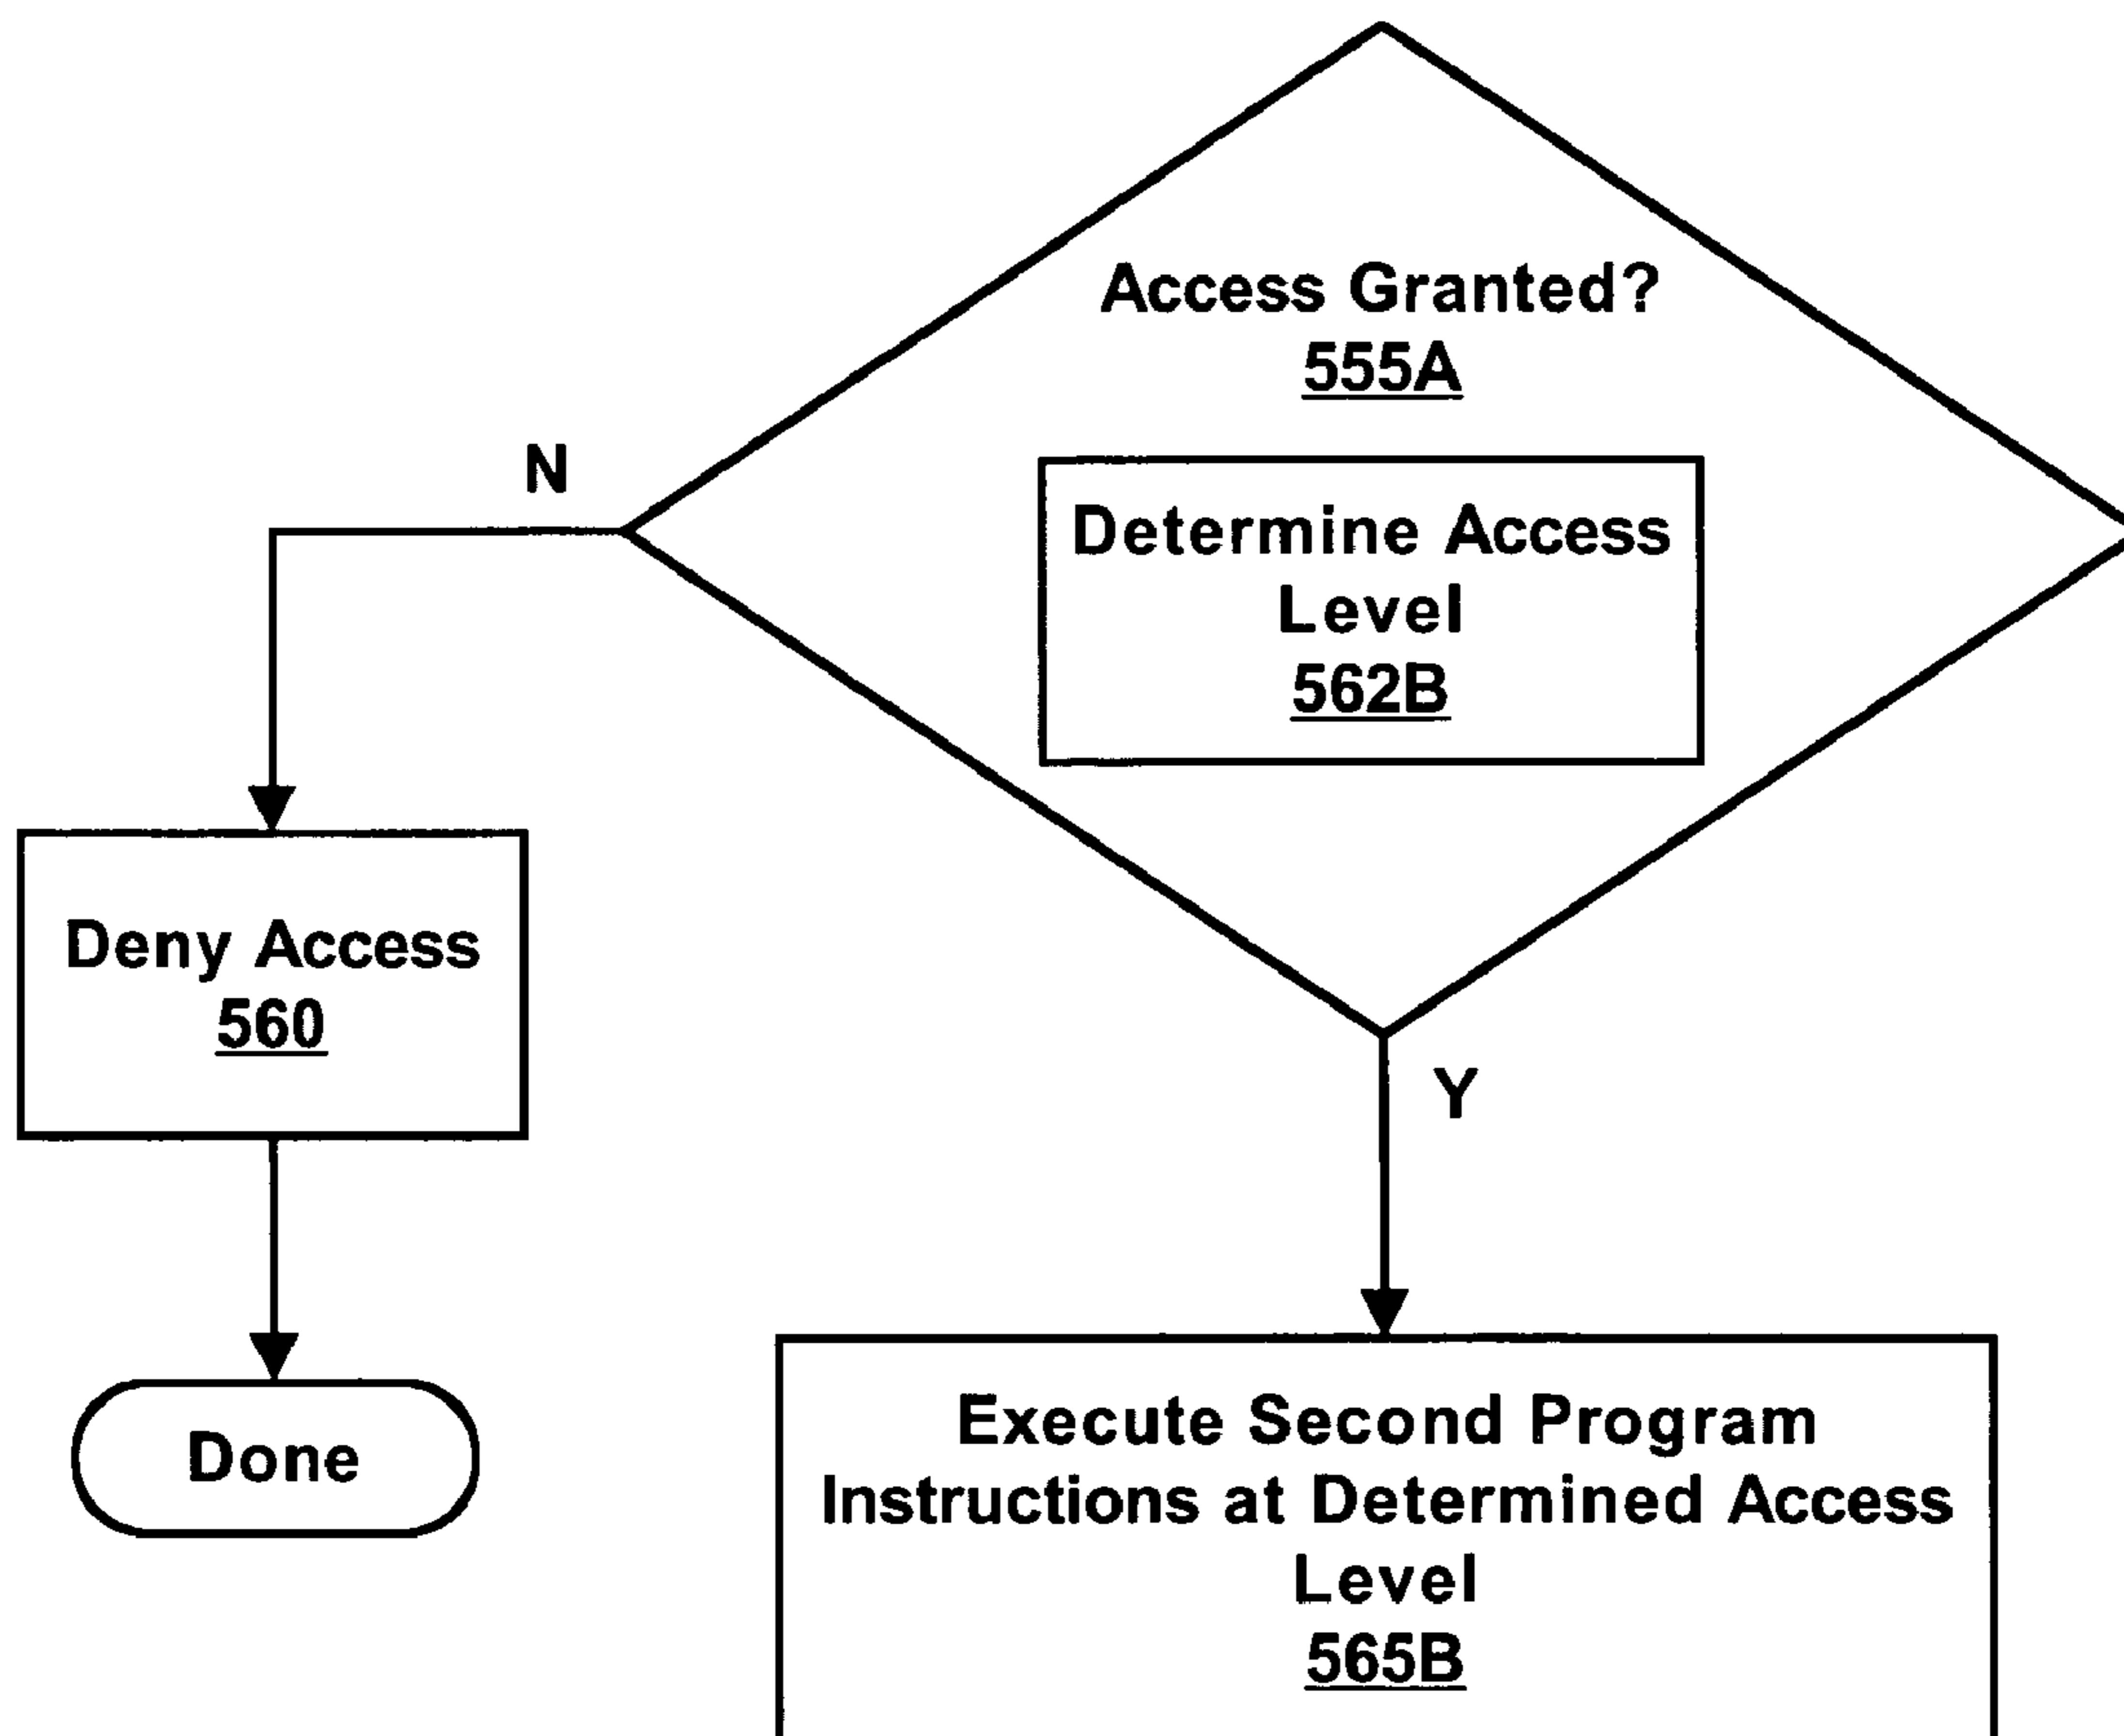 Access Granted?
555A
N
Determine Access
Level
562B
Deny Access
560
Y
Done
Execute Second Program
Instructions at Determined Access
Level
565B